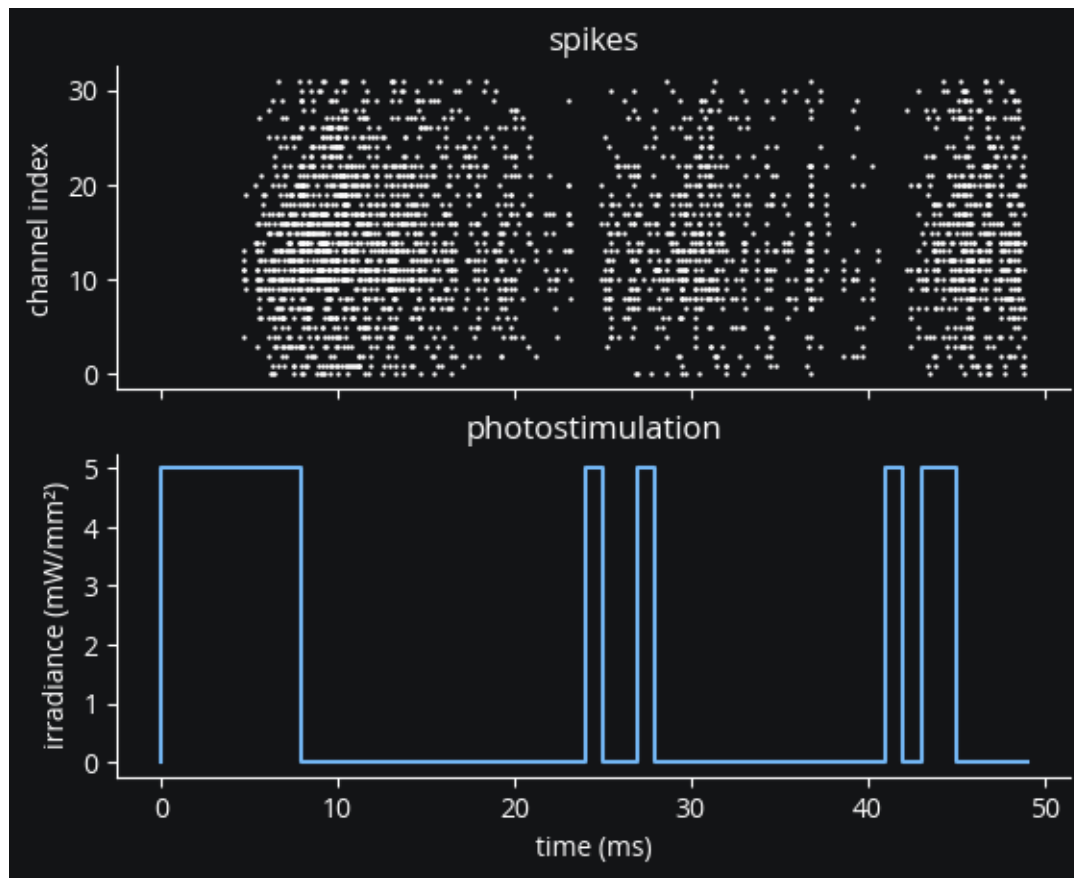 spikes
30
20
10
0
channel index
photostimulation
5
4
3
2
1
0
irradiance (mW/mm²)
0 10 20 30 40 50
time (ms)